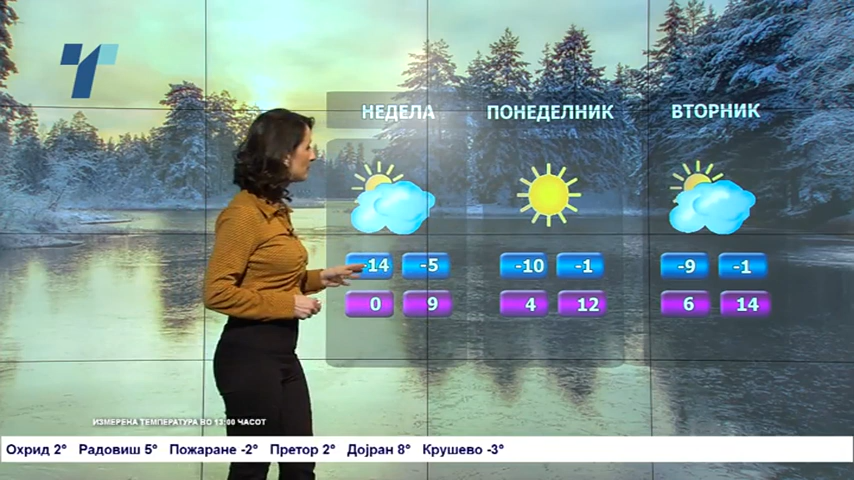 НЕДЕЛА ПОНЕДЕЛНИК ВТОРНИК
-14 -5 -10 -1 -9 -1
0 9 4 12 6 14
ИЗМЕРЕНА ТЕМПЕРАТУРА ВО 13:00 ЧАСОТ
Охрид 2° Радовиш 5° Пожаране -2° Претор 2° Дојран 8° Крушево -3°